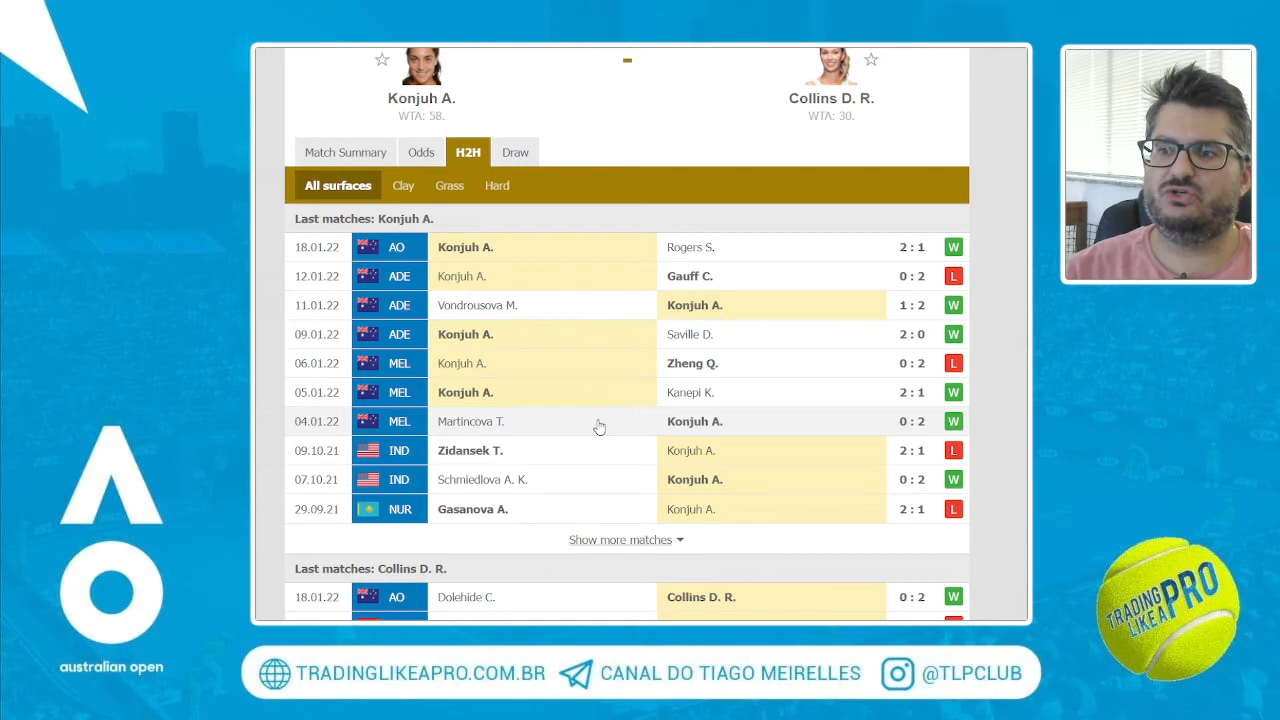 Konjuh A.
Collins D. R.
WTA: 58.
WTA: 30.
Match Summary Odds H2H Draw
All surfaces Clay Grass Hard
Last matches: Konjuh A.
18.01.22 AO Konjuh A. Rogers S. 2 : 1 W
12.01.22 ADE Konjuh A. Gauff C. 0 : 2 L
11.01.22 ADE Vondrousova M. Konjuh A. 1 : 2 W
09.01.22 ADE Konjuh A. Saville D. 2 : 0 W
06.01.22 MEL Konjuh A. Zheng Q. 0 : 2 L
05.01.22 MEL Konjuh A. Kanepi K. 2 : 1 W
04.01.22 MEL Martincova T. Konjuh A. 0 : 2 W
09.10.21 IND Zidansek T. Konjuh A. 2 : 1 L
07.10.21 IND Schmiedlova A. K. Konjuh A. 0 : 2 W
29.09.21 NUR Gasanova A. Konjuh A. 2 : 1 L
Show more matches
Last matches: Collins D. R.
18.01.22 AO Dolehide C. Collins D. R. 0 : 2 W
australian open
TRADING
LIKE A
PRO
TRADINGLIKEAPRO.COM.BR CANAL DO TIAGO MEIRELLES @TLPCLUB